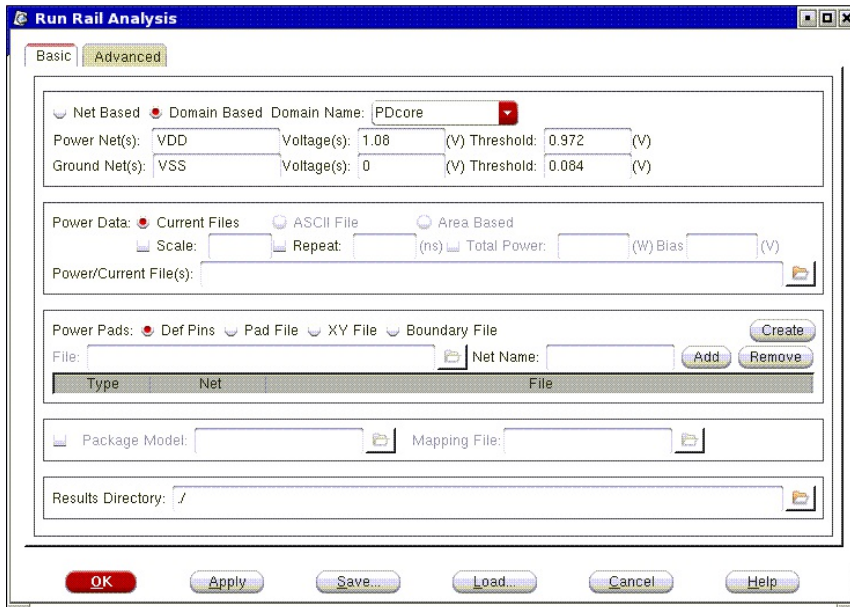 Run Rail Analysis
Basic Advanced
Net Based Domain Based Domain Name: PDcore
Power Net(s): VDD Voltage(s): 1.08 (V) Threshold: 0.972 (V)
Ground Net(s): VSS Voltage(s): 0 (V) Threshold: 0.084 (V)
Power Data: Current Files ASCII File Area Based
Scale: Repeat: (ns) Total Power: (W) Bias (V)
Power/Current File(s):
Power Pads: Def Pins Pad File XY File Boundary File Create
File: Net Name: Add Remove
Type Net File
Package Model: Mapping File:
Results Directory: ./
OK Apply Save... Load... Cancel Help